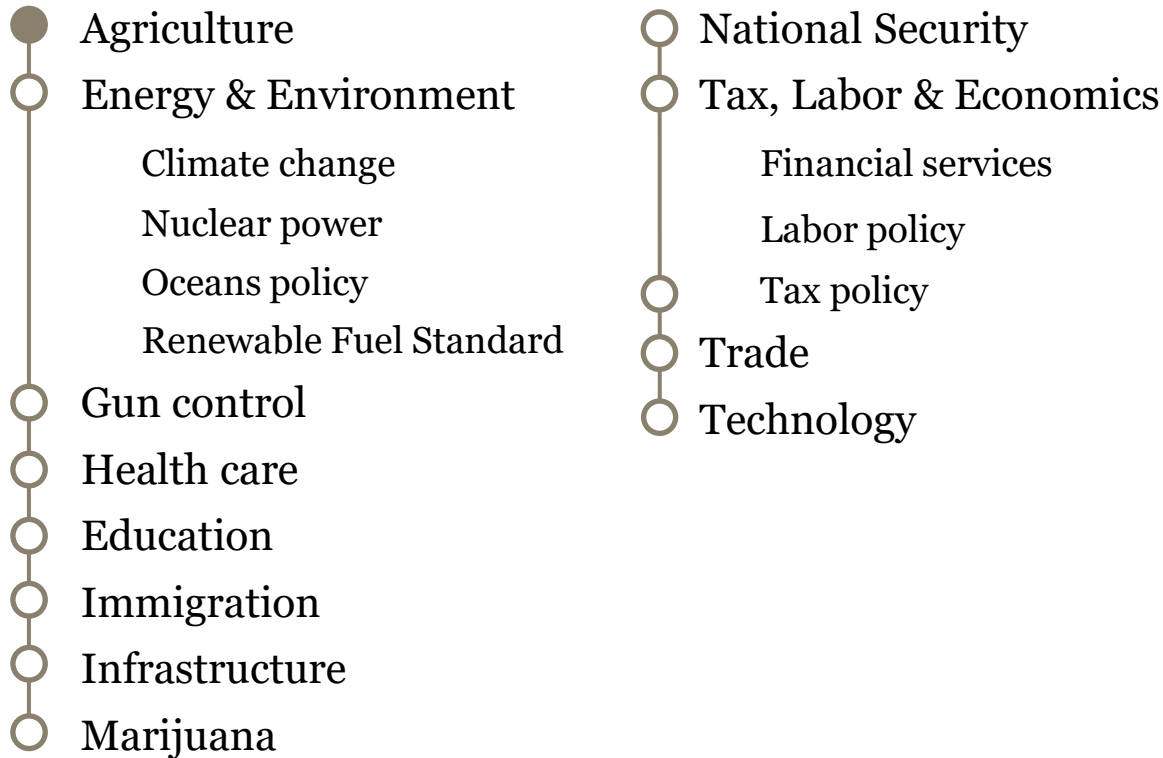 Agriculture
Energy & Environment
Climate change
Nuclear power
Oceans policy
Renewable Fuel Standard
Gun control
Health care
Education
Immigration
Infrastructure
Marijuana
National Security
Tax, Labor & Economics
Financial services
Labor policy
Tax policy
Trade
Technology